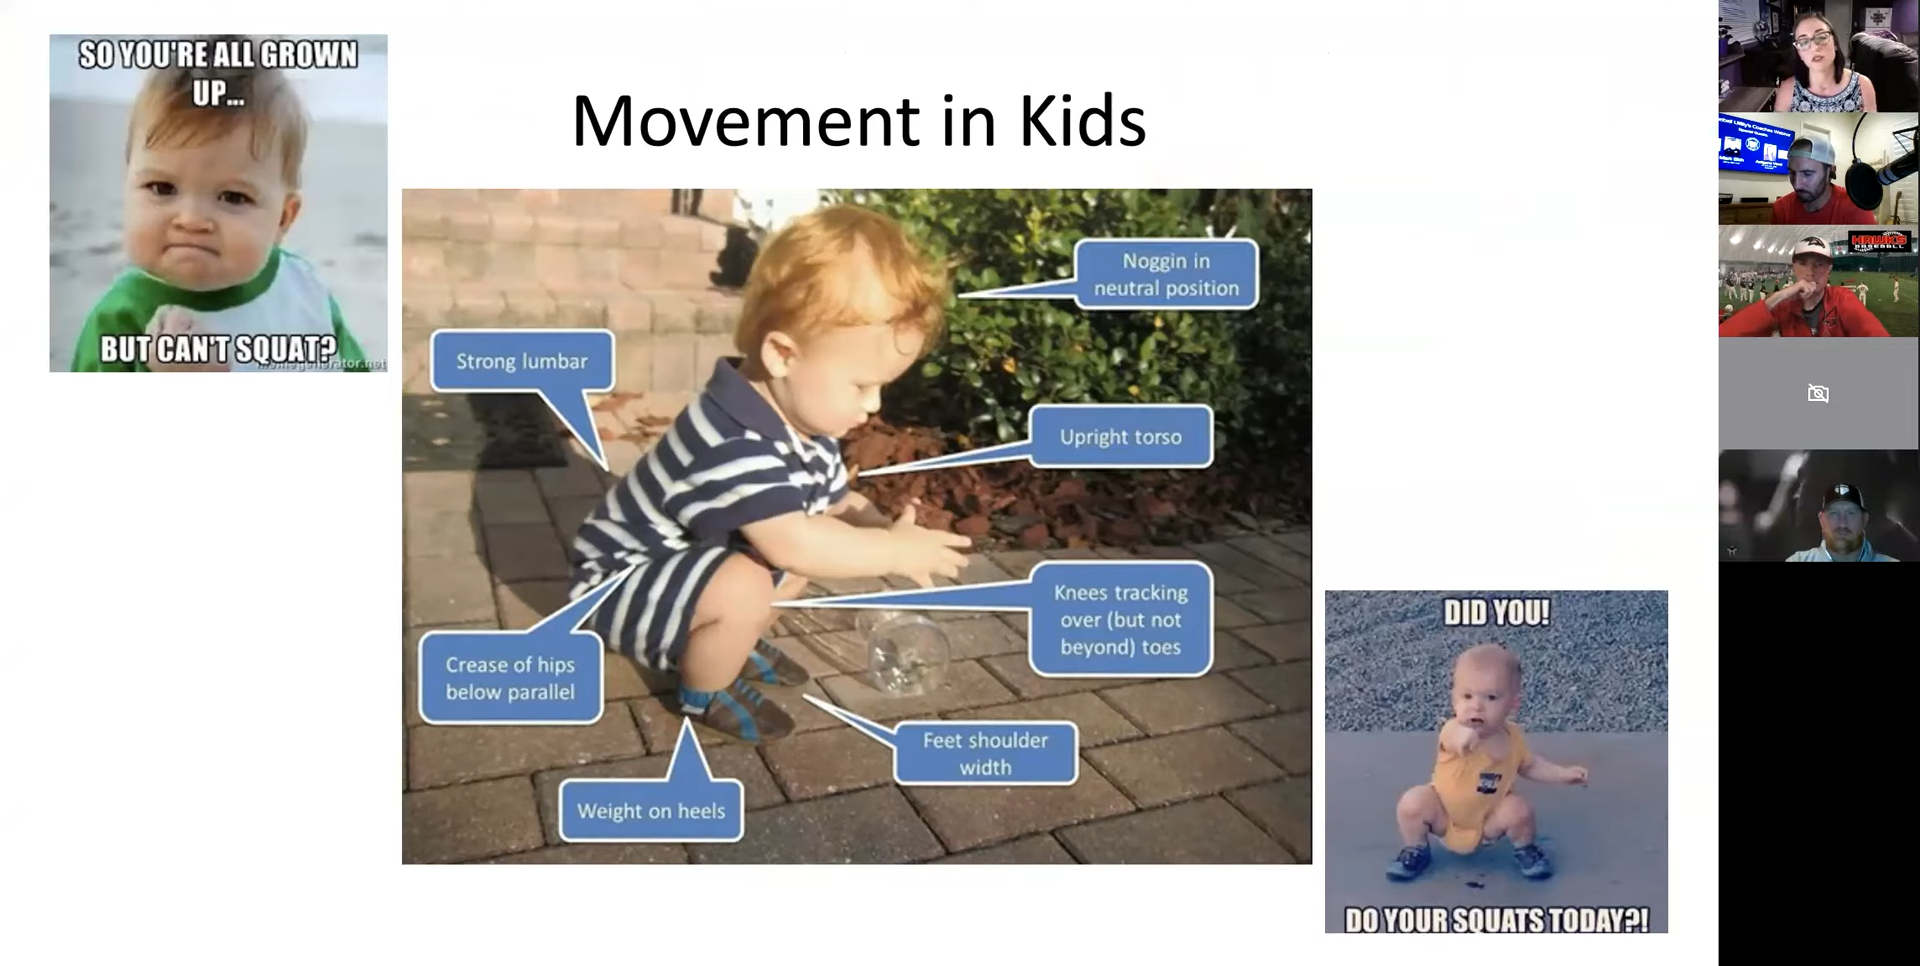 SO YOU'RE ALL GROWN
UP...
BUT CAN'T SQUAT?
Movement in Kids
Noggin in
neutral position
Strong lumbar
Upright torso
Knees tracking
over (but not
beyond) toes
Crease of hips
below parallel
Feet shoulder
width
Weight on heels
DID YOU!
DO YOUR SQUATS TODAY?!
HAWKS
BASEBALL